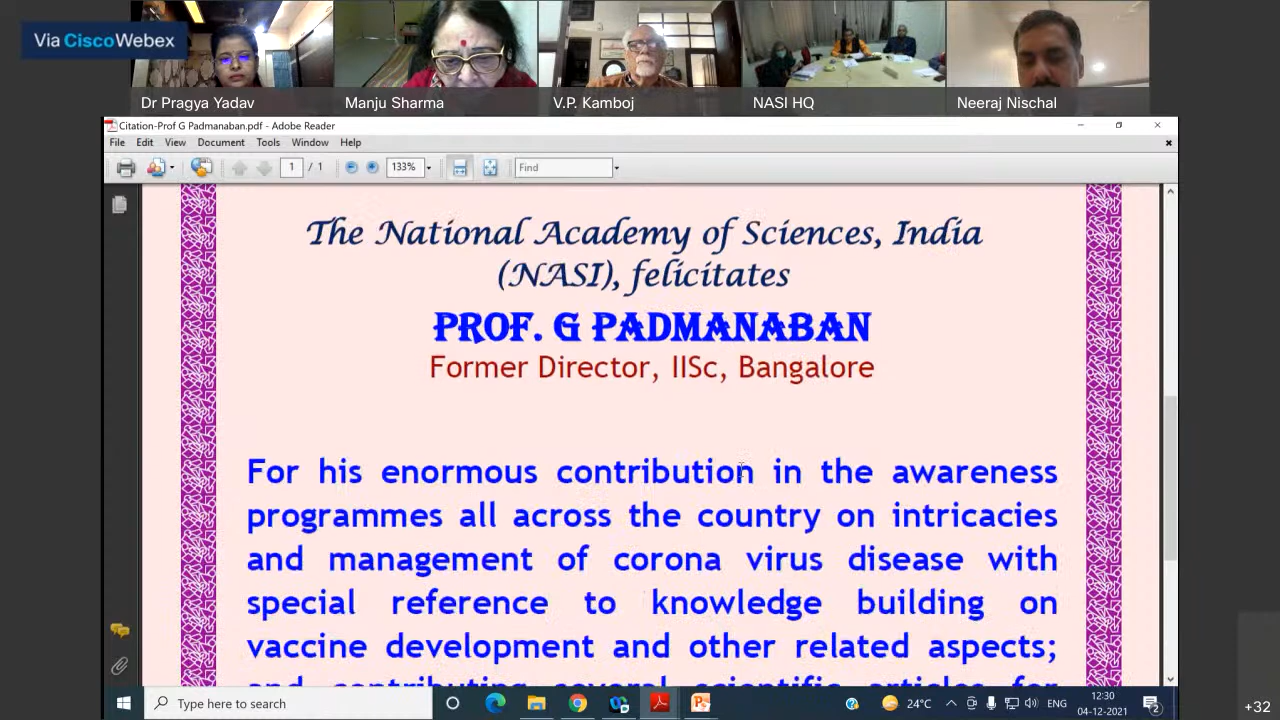 Via CiscoWebex
Dr Pragya Yadav
Manju Sharma
V.P. Kamboj
NASI HQ
Neeraj Nischal
Citation-Prof G Padmanaban.pdf - Adobe Reader
File Edit View Document Tools Window Help
1 / 1 133% Find
The National Academy of Sciences, India
(NASI), felicitates
PROF. G PADMANABAN
Former Director, IISc, Bangalore
For his enormous contribution in the awareness
programmes all across the country on intricacies
and management of corona virus disease with
special reference to knowledge building on
vaccine development and other related aspects;
and contributing several scientific articles for
Type here to search
24°C
ENG
12:30
04-12-2021
2
+32